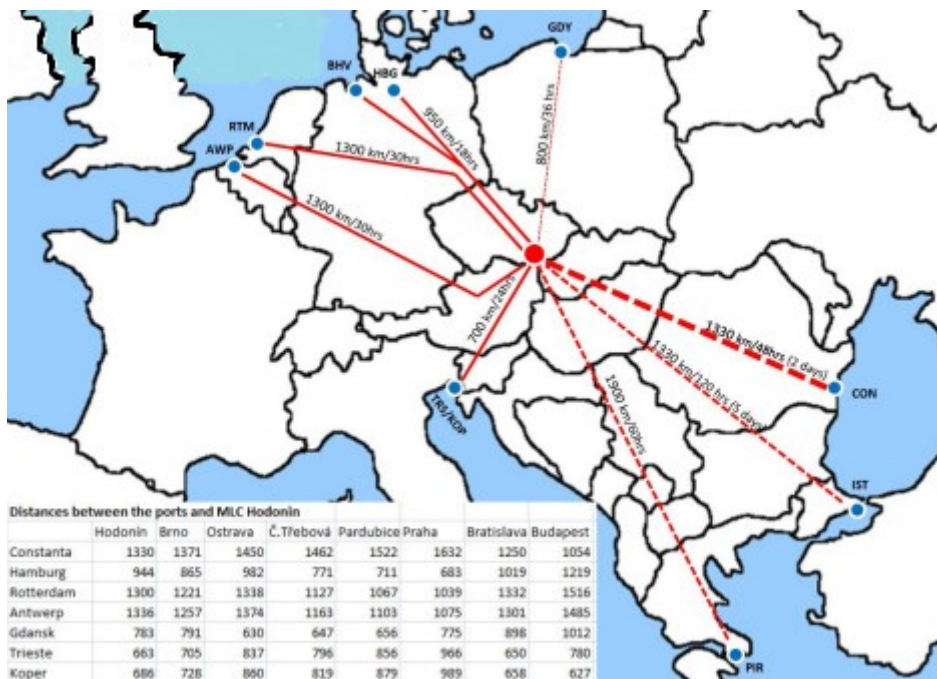 GDY
BHV
HBG
RTM
AWP
950 km/18hrs
800 km/36 hrs
1300 km/30hrs
1300 km/30hrs
700 km/24hrs
1330 km/48hrs (2 days)
1330 km/120 hrs (5 days)
1900 km/60hrs
TRS/KOP
CON
IST
PIR
Distances between the ports and MLC Hodonin
Hodonín Brno Ostrava Č.Třebová Pardubice Praha Bratislava Budapest
Constanta 1330 1371 1450 1462 1522 1632 1250 1054
Hamburg 944 865 982 771 711 683 1019 1219
Rotterdam 1300 1221 1338 1127 1067 1039 1332 1516
Antwerp 1336 1257 1374 1163 1103 1075 1301 1485
Gdansk 783 791 630 647 656 775 898 1012
Trieste 663 705 837 796 856 966 650 780
Koper 686 728 860 819 879 989 658 627